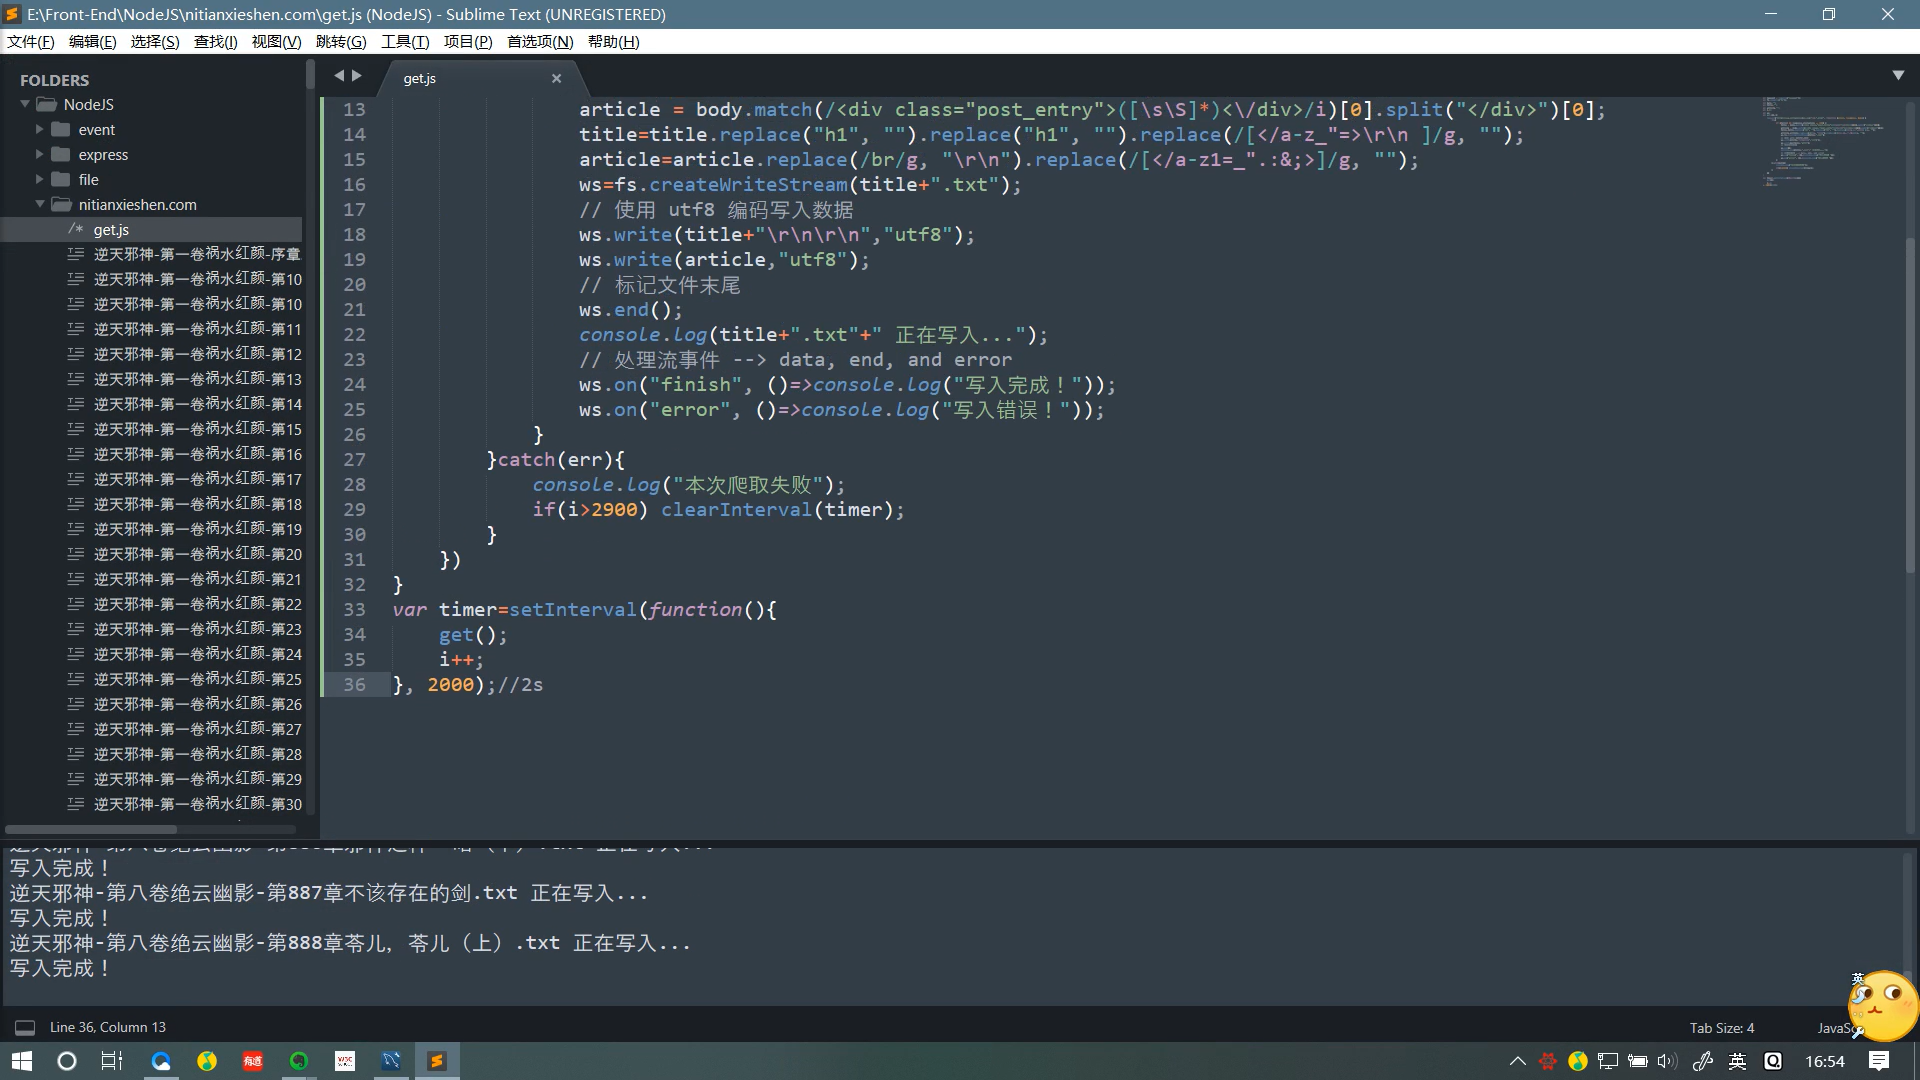 E:\Front-End\NodeJS\nitianxieshen.com\get.js (NodeJS) - Sublime Text (UNREGISTERED)
文件(F) 编辑(E) 选择(S) 查找(I) 视图(V) 跳转(G) 工具(T) 项目(P) 首选项(N) 帮助(H)
FOLDERS
NodeJS
event
express
file
nitianxieshen.com
/* get.js
逆天邪神-第一卷祸水红颜-序章
逆天邪神-第一卷祸水红颜-第10
逆天邪神-第一卷祸水红颜-第10
逆天邪神-第一卷祸水红颜-第11
逆天邪神-第一卷祸水红颜-第12
逆天邪神-第一卷祸水红颜-第13
逆天邪神-第一卷祸水红颜-第14
逆天邪神-第一卷祸水红颜-第15
逆天邪神-第一卷祸水红颜-第16
逆天邪神-第一卷祸水红颜-第17
逆天邪神-第一卷祸水红颜-第18
逆天邪神-第一卷祸水红颜-第19
逆天邪神-第一卷祸水红颜-第20
逆天邪神-第一卷祸水红颜-第21
逆天邪神-第一卷祸水红颜-第22
逆天邪神-第一卷祸水红颜-第23
逆天邪神-第一卷祸水红颜-第24
逆天邪神-第一卷祸水红颜-第25
逆天邪神-第一卷祸水红颜-第26
逆天邪神-第一卷祸水红颜-第27
逆天邪神-第一卷祸水红颜-第28
逆天邪神-第一卷祸水红颜-第29
逆天邪神-第一卷祸水红颜-第30
get.js
13 article = body.match(/<div class="post_entry">([\s\S]*)<\/div>/i)[0].split("</div>")[0];
14 title=title.replace("h1", "").replace("h1", "").replace(/[</a-z_"=>\r\n ]/g, "");
15 article=article.replace(/br/g, "\r\n").replace(/[</a-z1=_".:&;>]/g, "");
16 ws=fs.createWriteStream(title+".txt");
17 // 使用 utf8 编码写入数据
18 ws.write(title+"\r\n\r\n","utf8");
19 ws.write(article,"utf8");
20 // 标记文件末尾
21 ws.end();
22 console.log(title+".txt"+" 正在写入...");
23 // 处理流事件 --> data, end, and error
24 ws.on("finish", ()=>console.log("写入完成！"));
25 ws.on("error", ()=>console.log("写入错误！"));
26 }
27 }catch(err){
28 console.log("本次爬取失败");
29 if(i>2900) clearInterval(timer);
30 }
31 })
32 }
33 var timer=setInterval(function(){
34 get();
35 i++;
36 }, 2000);//2s
写入完成！
逆天邪神-第八卷绝云幽影-第887章不该存在的剑.txt 正在写入...
写入完成！
逆天邪神-第八卷绝云幽影-第888章苓儿，苓儿（上）.txt 正在写入...
写入完成！
英
Line 36, Column 13
Tab Size: 4
JavaSc
有道
英
16:54